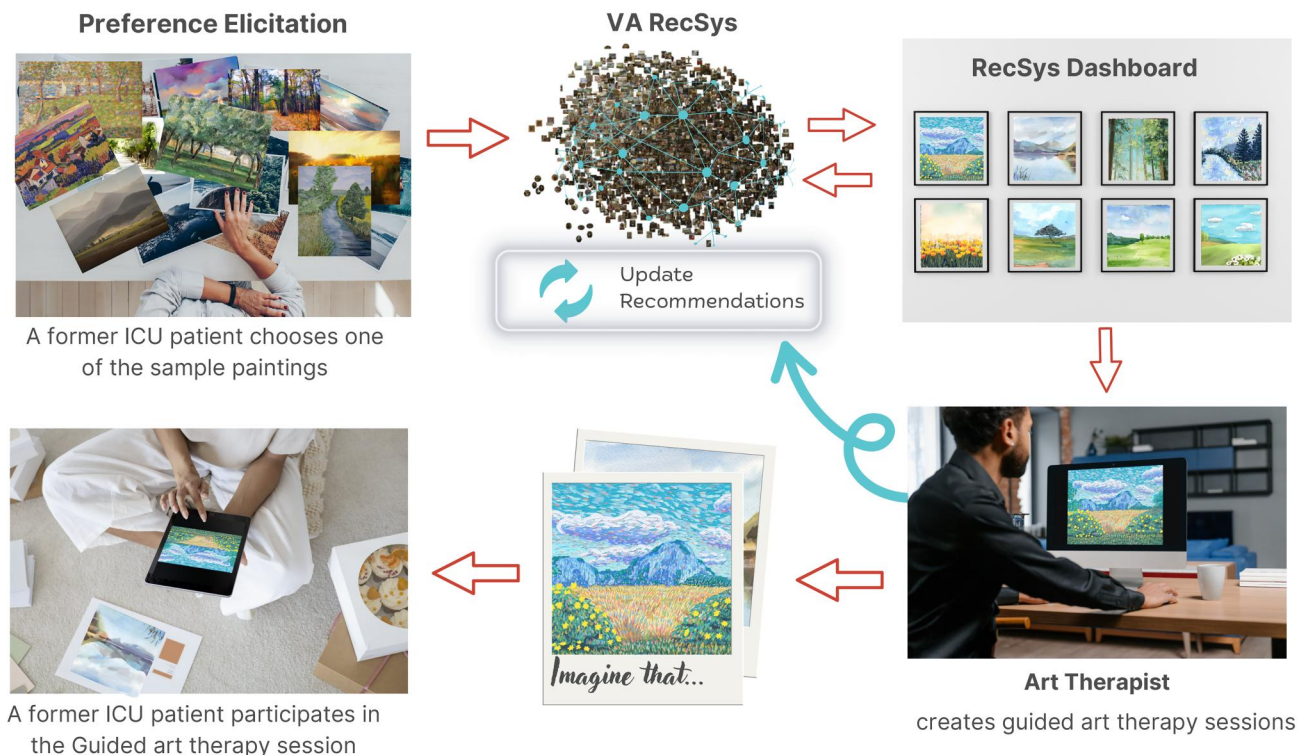 Preference Elicitation
VA RecSys
RecSys Dashboard
Update
Recommendations
A former ICU patient chooses one
of the sample paintings
Imagine that...
Art Therapist
creates guided art therapy sessions
A former ICU patient participates in
the Guided art therapy session